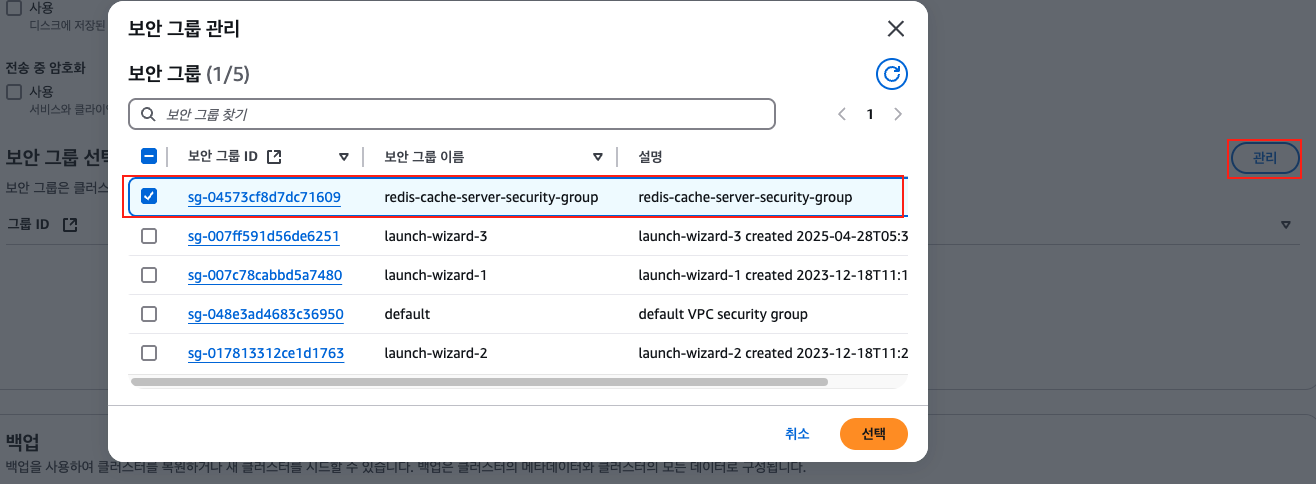 사용
디스크에 저장된
전송 중 암호화
사용
서비스와 클라이
보안 그룹 선택
보안 그룹은 클러스
그룹 ID
관리
보안 그룹 관리
보안 그룹 (1/5)
보안 그룹 찾기
1
보안 그룹 ID 보안 그룹 이름 설명
sg-04573cf8d7dc71609 redis-cache-server-security-group redis-cache-server-security-group
sg-007ff591d56de6251 launch-wizard-3 launch-wizard-3 created 2025-04-28T05:3
sg-007c78cabbd5a7480 launch-wizard-1 launch-wizard-1 created 2023-12-18T11:1
sg-048e3ad4683c36950 default default VPC security group
sg-017813312ce1d1763 launch-wizard-2 launch-wizard-2 created 2023-12-18T11:2
취소 선택
백업
백업을 사용하여 클러스터를 복원하거나 새 클러스터를 시드할 수 있습니다. 백업은 클러스터의 메타데이터와 클러스터의 모든 데이터로 구성됩니다.